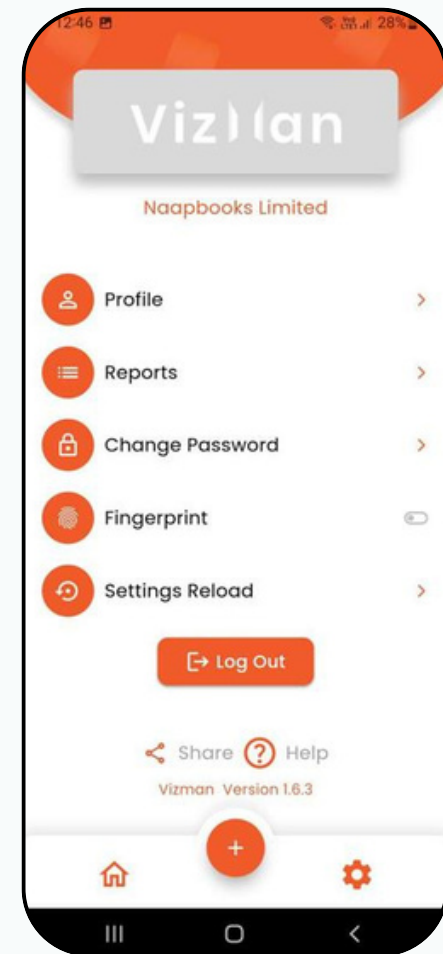 12:46 28%
VizMan
Naapbooks Limited
Profile
Reports
Change Password
Fingerprint
Settings Reload
Log Out
Share ? Help
Vizman Version 1.6.3